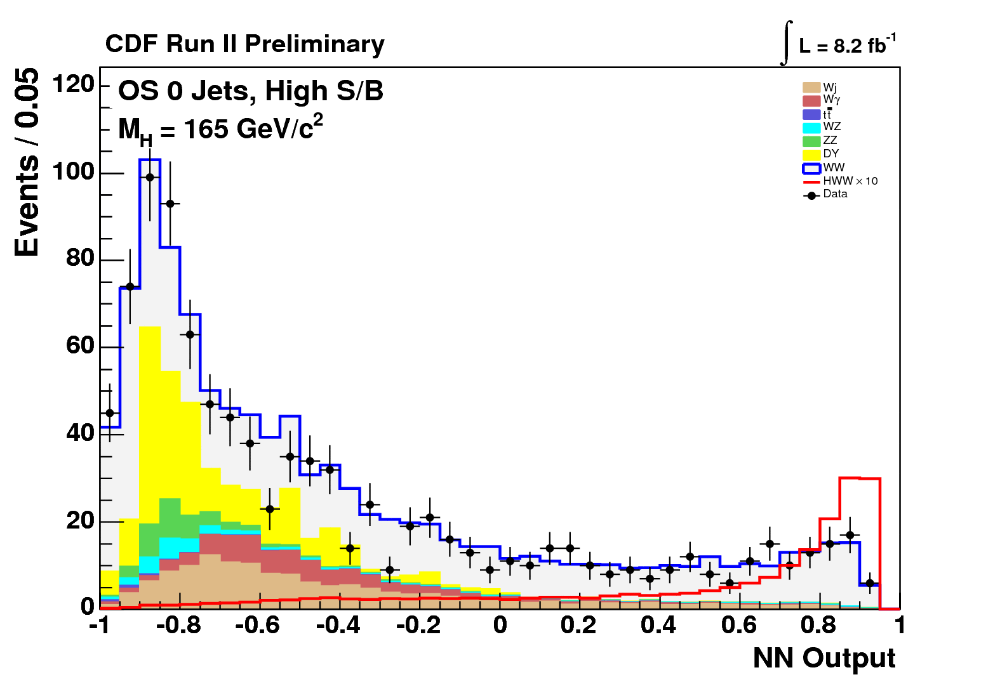 CDF Run II Preliminary
∫ L = 8.2 fb⁻¹
OS 0 Jets, High S/B
M_H = 165 GeV/c²
Events / 0.05
120
100
80
60
40
20
0
Wj
Wγ
tt̄
WZ
ZZ
DY
WW
HWW × 10
Data
-1 -0.8 -0.6 -0.4 -0.2 0 0.2 0.4 0.6 0.8 1
NN Output